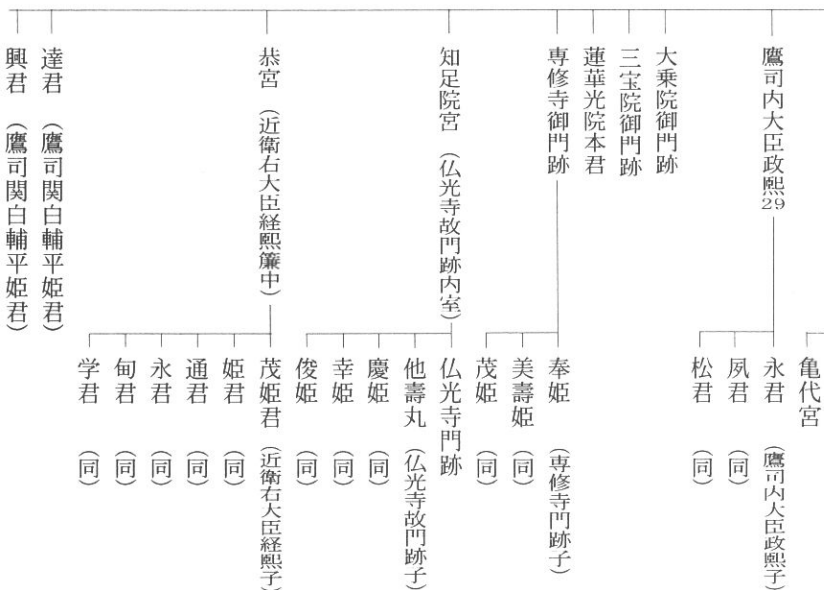 亀代宮
鷹司内大臣政熙29
永君 (鷹司内大臣政熙子)
夙君 (同)
松君 (同)
大乗院御門跡
三宝院御門跡
蓮華光院本君
専修寺御門跡
奉姫 (専修寺門跡子)
美壽姫 (同)
茂姫 (同)
知足院宮 (仏光寺故門跡内室)
仏光寺門跡
他壽丸 (仏光寺故門跡子)
慶姫 (同)
幸姫 (同)
俊姫 (同)
恭宮 (近衛右大臣経熙簾中)
茂姫君 (近衛右大臣経熙子)
姫君 (同)
通君 (同)
永君 (同)
甸君 (同)
学君 (同)
達君 (鷹司関白輔平姫君)
興君 (鷹司関白輔平姫君)